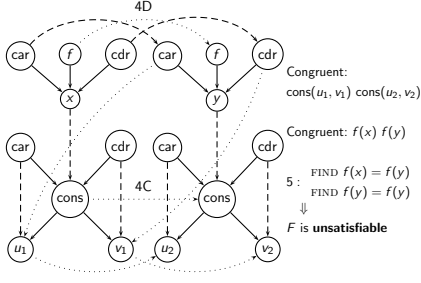 4D
car f cdr car f cdr
x y
Congruent:
cons(u₁, v₁) cons(u₂, v₂)
Congruent: f(x) f(y)
car cdr car cdr
4C
cons cons
5 : FIND f(x) = f(y)
FIND f(y) = f(y)
⇓
F is unsatisfiable
u₁ v₁ u₂ v₂